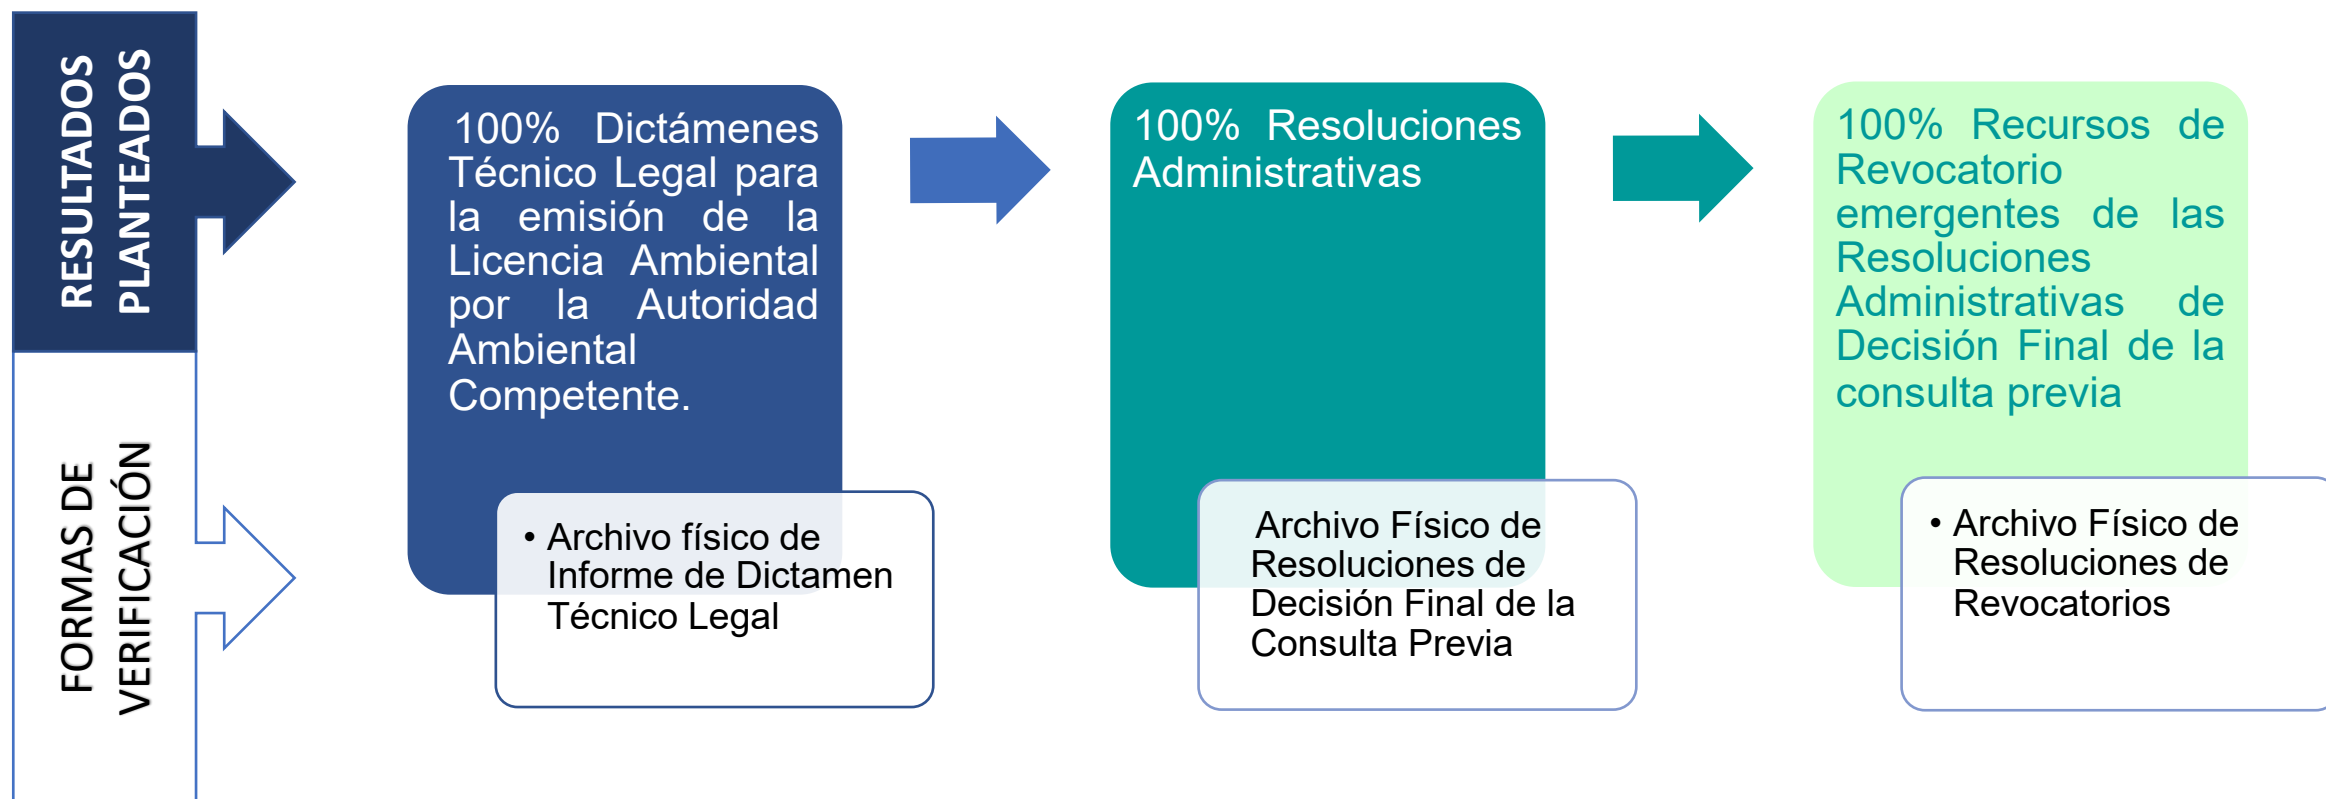 RESULTADOS
PLANTEADOS
100% Dictámenes
Técnico Legal para
la emisión de la
Licencia Ambiental
por la Autoridad
Ambiental
Competente.
100% Resoluciones
Administrativas
100% Recursos de
Revocatorio
emergentes de las
Resoluciones
Administrativas de
Decisión Final de la
consulta previa
FORMAS DE
VERIFICACIÓN
• Archivo físico de
Informe de Dictamen
Técnico Legal
Archivo Físico de
Resoluciones de
Decisión Final de la
Consulta Previa
• Archivo Físico de
Resoluciones de
Revocatorios